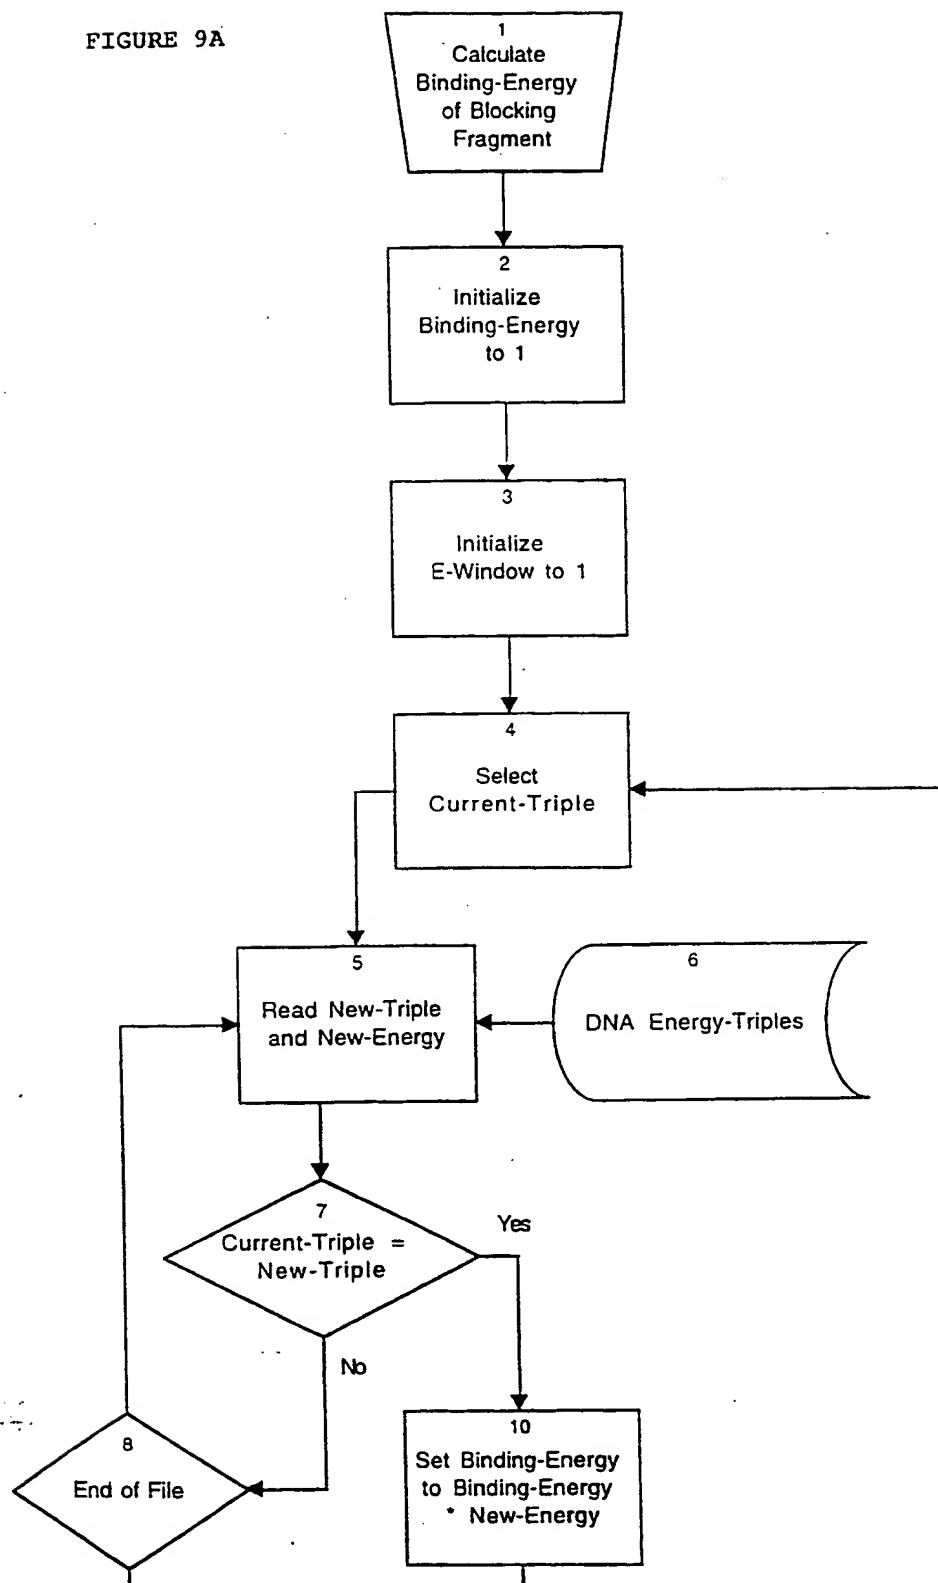 FIGURE 9A
1
Calculate
Binding-Energy
of Blocking
Fragment
2
Initialize
Binding-Energy
to 1
3
Initialize
E-Window to 1
4
Select
Current-Triple
5
Read New-Triple
and New-Energy
6
DNA Energy-Triples
7
Current-Triple =
New-Triple
Yes
No
8
End of File
10
Set Binding-Energy
to Binding-Energy
* New-Energy